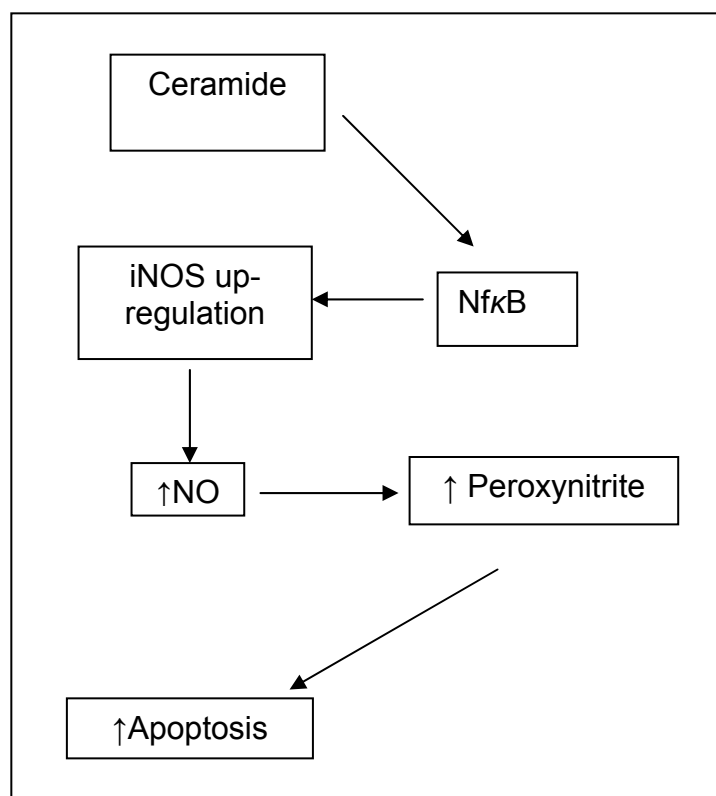 Ceramide
iNOS up-
regulation
NfκB
↑NO
↑ Peroxynitrite
↑Apoptosis